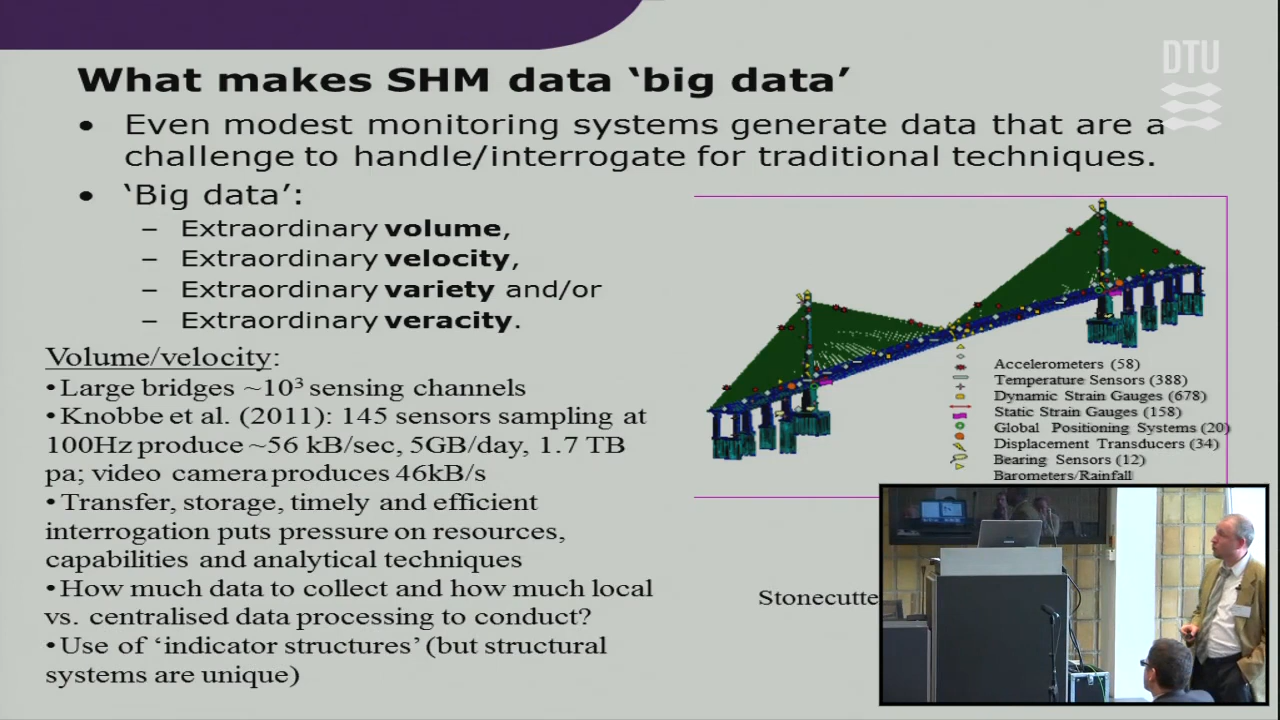 DTU
What makes SHM data ‘big data’
• Even modest monitoring systems generate data that are a
challenge to handle/interrogate for traditional techniques.
• ‘Big data’:
– Extraordinary volume,
– Extraordinary velocity,
– Extraordinary variety and/or
– Extraordinary veracity.
Volume/velocity:
•Large bridges ~10³ sensing channels
•Knobbe et al. (2011): 145 sensors sampling at
100Hz produce ~56 kB/sec, 5GB/day, 1.7 TB
pa; video camera produces 46kB/s
•Transfer, storage, timely and efficient
interrogation puts pressure on resources,
capabilities and analytical techniques
•How much data to collect and how much local
vs. centralised data processing to conduct?
•Use of ‘indicator structures’ (but structural
systems are unique)
Accelerometers (58)
Temperature Sensors (388)
Dynamic Strain Gauges (678)
Static Strain Gauges (158)
Global Positioning Systems (20)
Displacement Transducers (34)
Bearing Sensors (12)
Barometers/Rainfall
Stonecutte